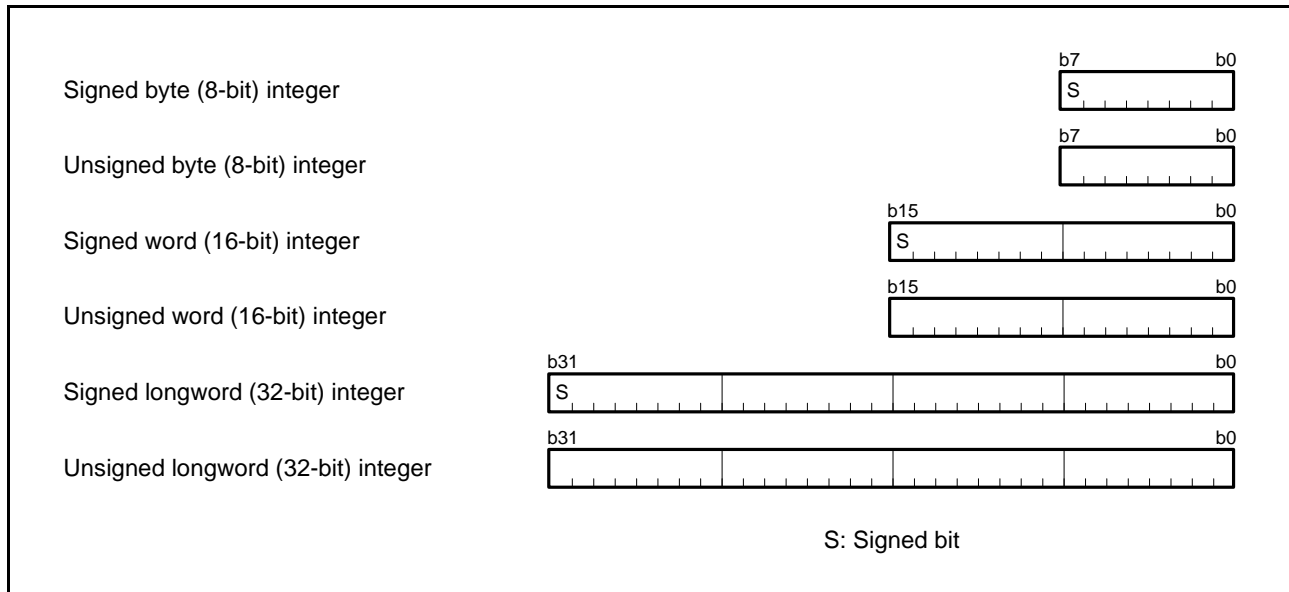 b7 b0
Signed byte (8-bit) integer S
b7 b0
Unsigned byte (8-bit) integer
b15 b0
Signed word (16-bit) integer S
b15 b0
Unsigned word (16-bit) integer
b31 b0
Signed longword (32-bit) integer S
b31 b0
Unsigned longword (32-bit) integer
S: Signed bit